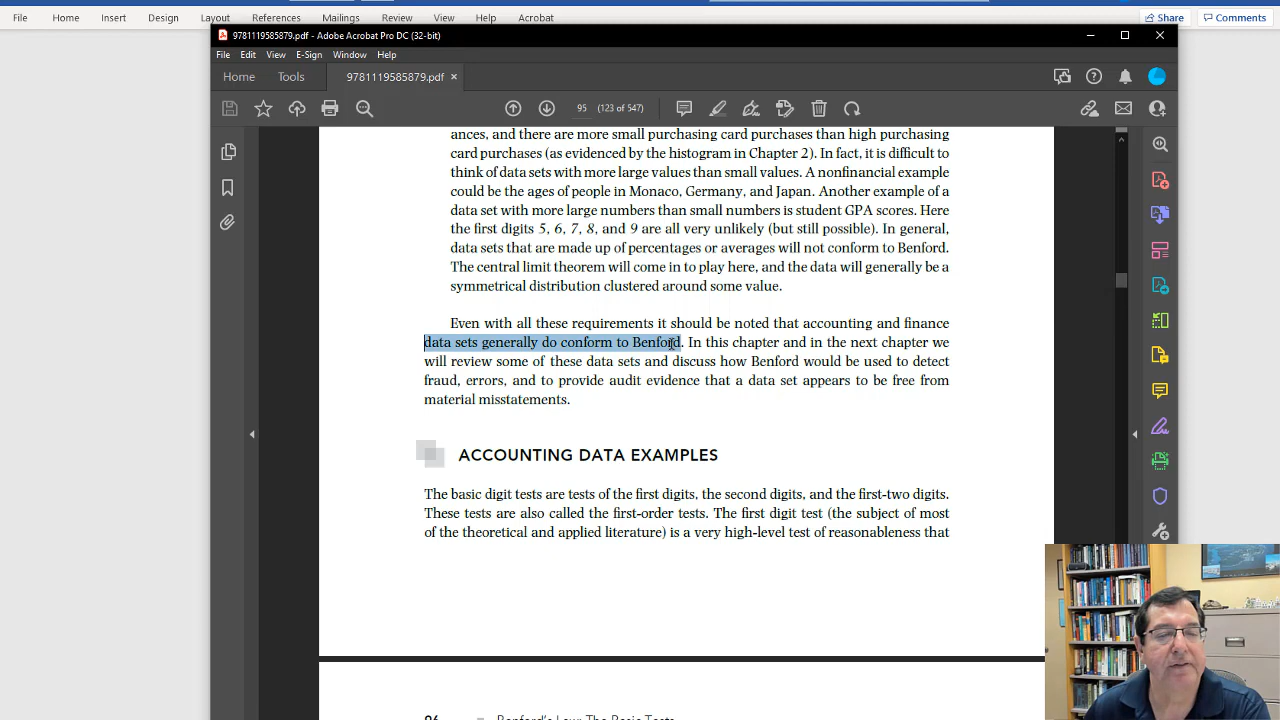 File Home Insert Design Layout References Mailings Review View Help Acrobat Share Comments
9781119585879.pdf - Adobe Acrobat Pro DC (32-bit)
File Edit View E-Sign Window Help
Home Tools 9781119585879.pdf ×
95 (123 of 547)
ances, and there are more small purchasing card purchases than high purchasing
card purchases (as evidenced by the histogram in Chapter 2). In fact, it is difficult to
think of data sets with more large values than small values. A nonfinancial example
could be the ages of people in Monaco, Germany, and Japan. Another example of a
data set with more large numbers than small numbers is student GPA scores. Here
the first digits 5, 6, 7, 8, and 9 are all very unlikely (but still possible). In general,
data sets that are made up of percentages or averages will not conform to Benford.
The central limit theorem will come in to play here, and the data will generally be a
symmetrical distribution clustered around some value.
Even with all these requirements it should be noted that accounting and finance
data sets generally do conform to Benford. In this chapter and in the next chapter we
will review some of these data sets and discuss how Benford would be used to detect
fraud, errors, and to provide audit evidence that a data set appears to be free from
material misstatements.
ACCOUNTING DATA EXAMPLES
The basic digit tests are tests of the first digits, the second digits, and the first-two digits.
These tests are also called the first-order tests. The first digit test (the subject of most
of the theoretical and applied literature) is a very high-level test of reasonableness that
96 Benford's Law: The Basic Tests